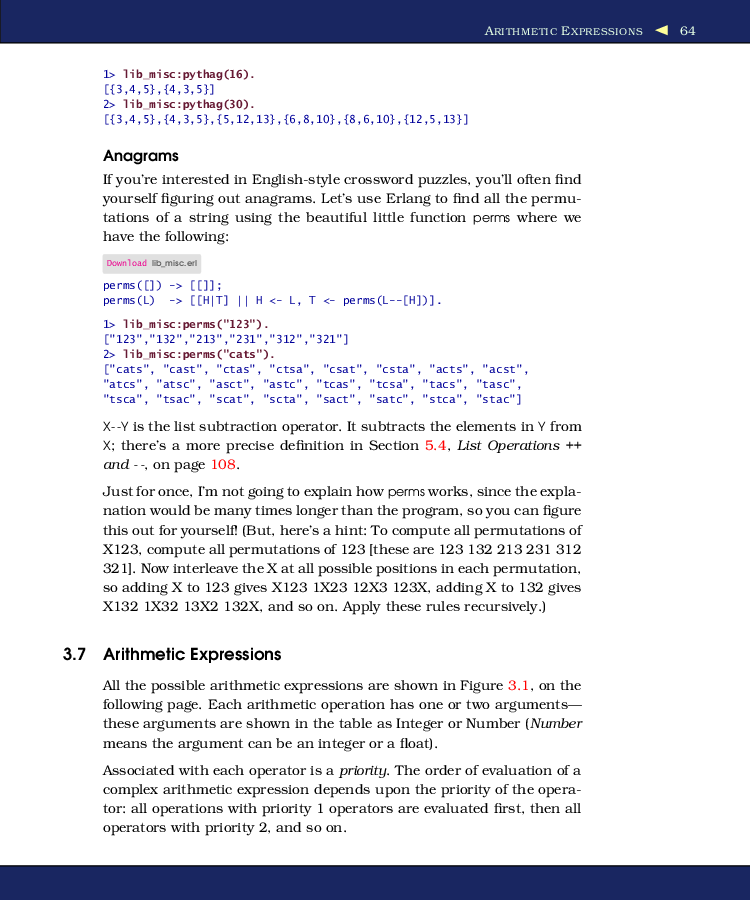 ARITHMETIC EXPRESSIONS ◀ 64
1> lib_misc:pythag(16).
[{3,4,5},{4,3,5}]
2> lib_misc:pythag(30).
[{3,4,5},{4,3,5},{5,12,13},{6,8,10},{8,6,10},{12,5,13}]
Anagrams
If you're interested in English-style crossword puzzles, you'll often find
yourself figuring out anagrams. Let's use Erlang to find all the permu-
tations of a string using the beautiful little function perms where we
have the following:
Download lib_misc.erl
perms([]) -> [[]];
perms(L)  -> [[H|T] || H <- L, T <- perms(L--[H])].
1> lib_misc:perms("123").
["123","132","213","231","312","321"]
2> lib_misc:perms("cats").
["cats", "cast", "ctas", "ctsa", "csat", "csta", "acts", "acst",
"atcs", "atsc", "asct", "astc", "tcas", "tcsa", "tacs", "tasc",
"tsca", "tsac", "scat", "scta", "sact", "satc", "stca", "stac"]
X--Y is the list subtraction operator. It subtracts the elements in Y from
X; there's a more precise definition in Section 5.4, List Operations ++
and --, on page 108.
Just for once, I'm not going to explain how perms works, since the expla-
nation would be many times longer than the program, so you can figure
this out for yourself! (But, here's a hint: To compute all permutations of
X123, compute all permutations of 123 [these are 123 132 213 231 312
321]. Now interleave the X at all possible positions in each permutation,
so adding X to 123 gives X123 1X23 12X3 123X, adding X to 132 gives
X132 1X32 13X2 132X, and so on. Apply these rules recursively.)
3.7 Arithmetic Expressions
All the possible arithmetic expressions are shown in Figure 3.1, on the
following page. Each arithmetic operation has one or two arguments—
these arguments are shown in the table as Integer or Number (Number
means the argument can be an integer or a float).
Associated with each operator is a priority. The order of evaluation of a
complex arithmetic expression depends upon the priority of the opera-
tor: all operations with priority 1 operators are evaluated first, then all
operators with priority 2, and so on.